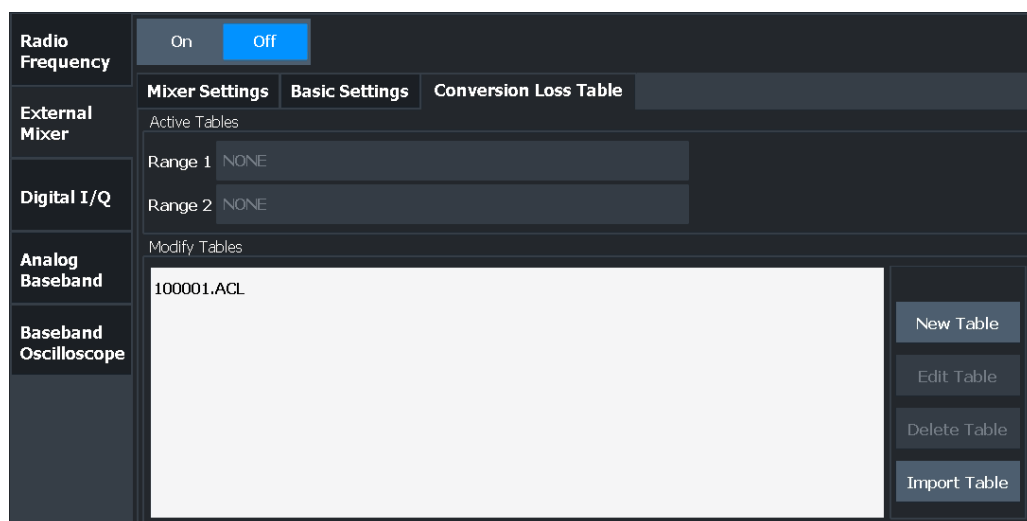 Radio
Frequency
External
Mixer
Digital I/Q
Analog
Baseband
Baseband
Oscilloscope
On Off
Mixer Settings Basic Settings Conversion Loss Table
Active Tables
Range 1 NONE
Range 2 NONE
Modify Tables
100001.ACL
New Table
Edit Table
Delete Table
Import Table